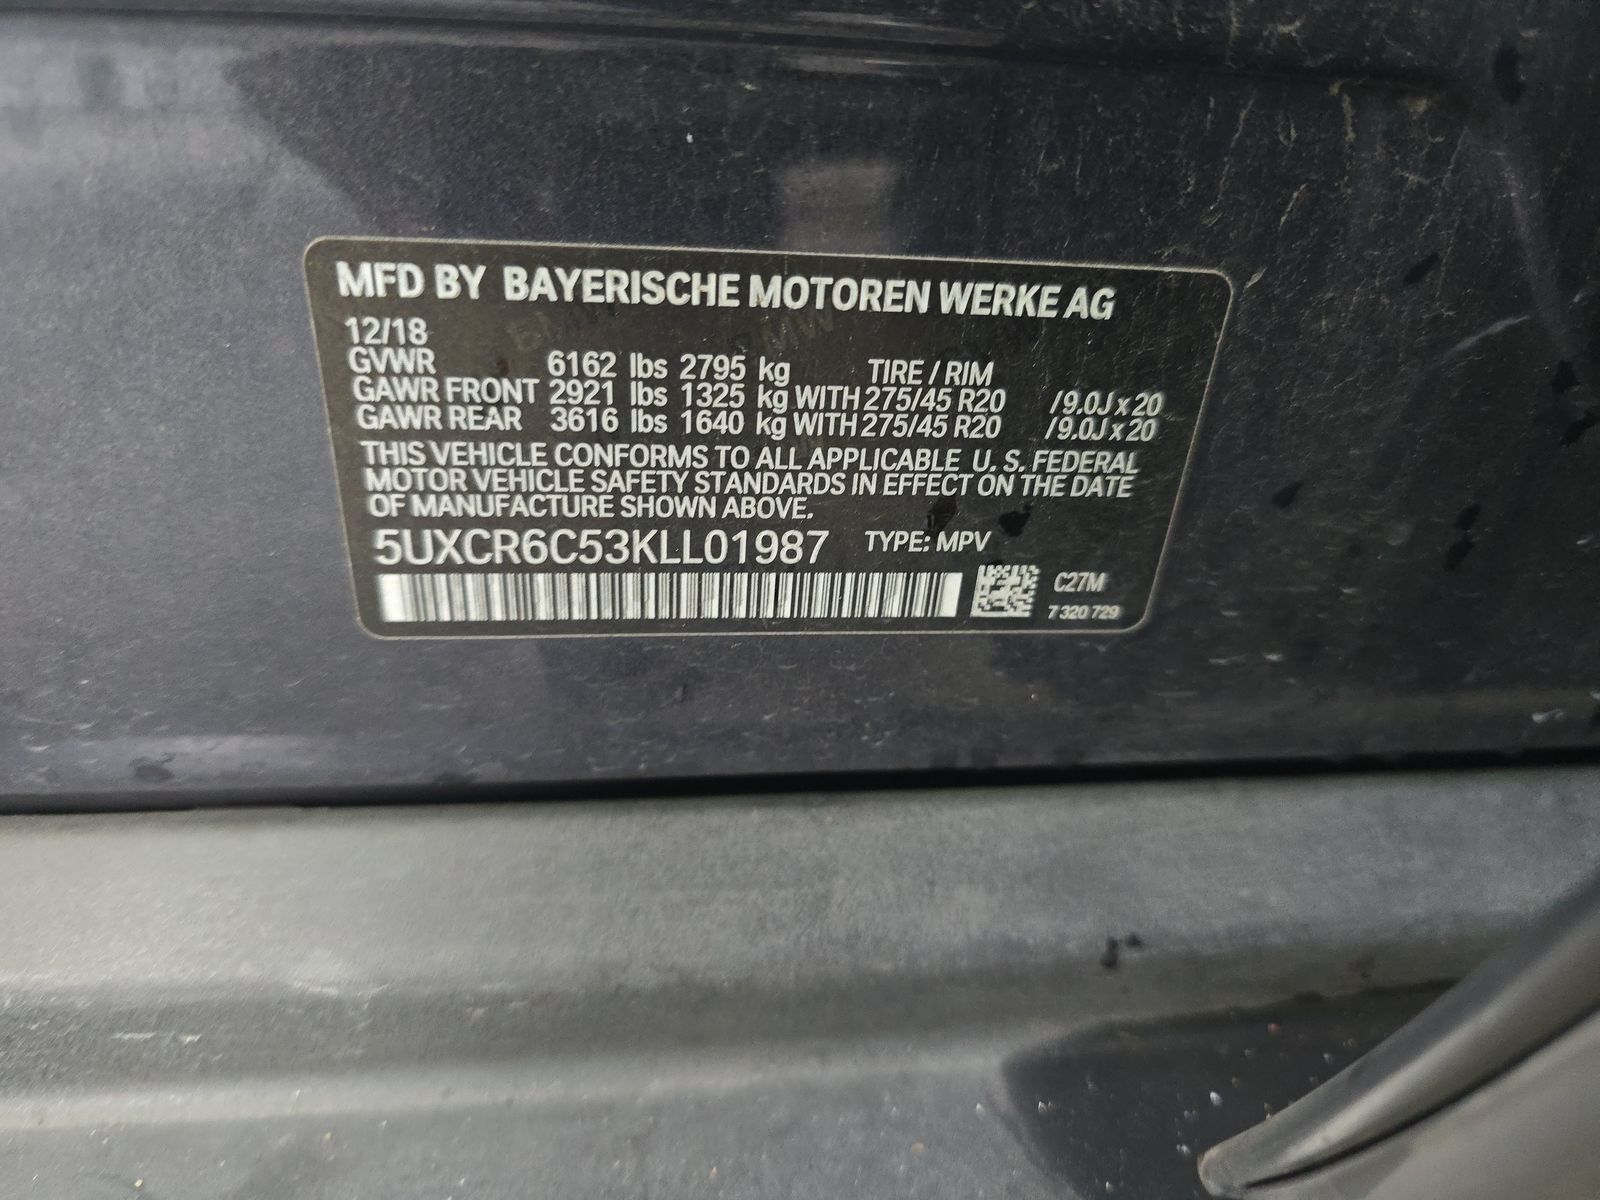 MFD BY BAYERISCHE MOTOREN WERKE AG
12/18
GVWR 6162 lbs 2795 kg TIRE / RIM
GAWR FRONT 2921 lbs 1325 kg WITH 275/45 R20 /9.0J x 20
GAWR REAR 3616 lbs 1640 kg WITH 275/45 R20 /9.0J x 20
THIS VEHICLE CONFORMS TO ALL APPLICABLE U. S. FEDERAL
MOTOR VEHICLE SAFETY STANDARDS IN EFFECT ON THE DATE
OF MANUFACTURE SHOWN ABOVE.
5UXCR6C53KLL01987 TYPE: MPV
C27M
7 320 729